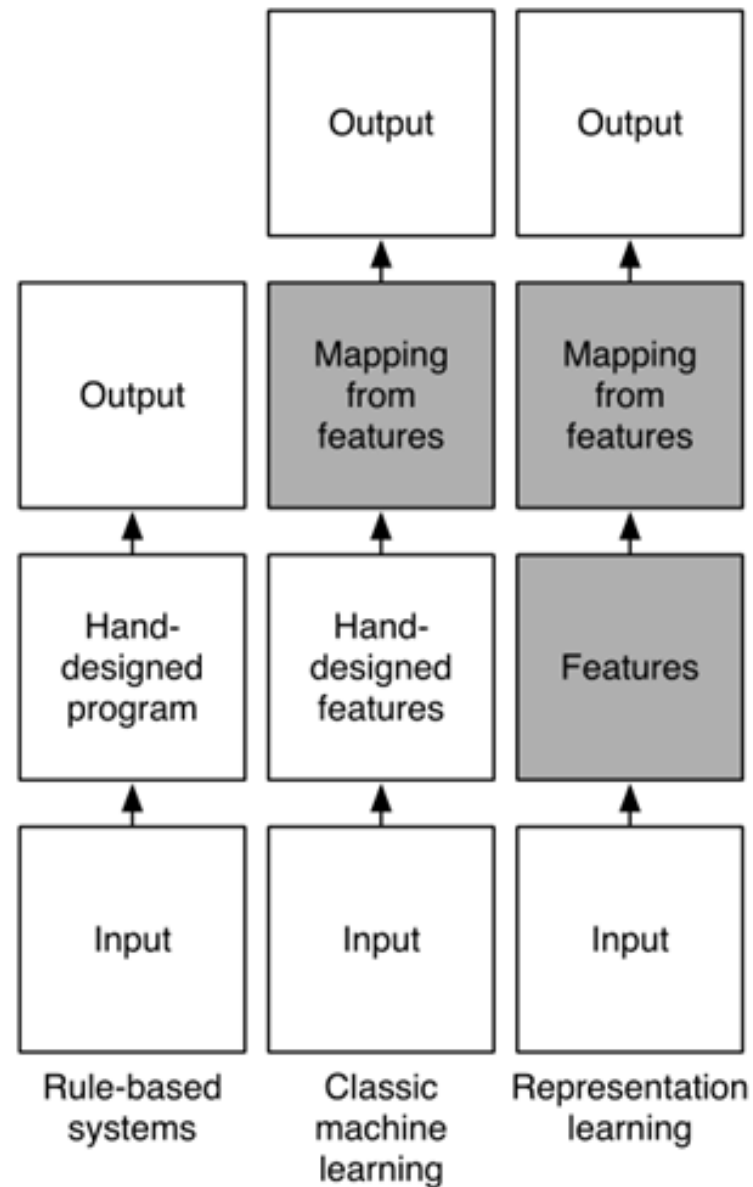 Output
Output
Output
Mapping
from
features
Mapping
from
features
Hand-
designed
program
Hand-
designed
features
Features
Input
Input
Input
Rule-based
systems
Classic
machine
learning
Representation
learning